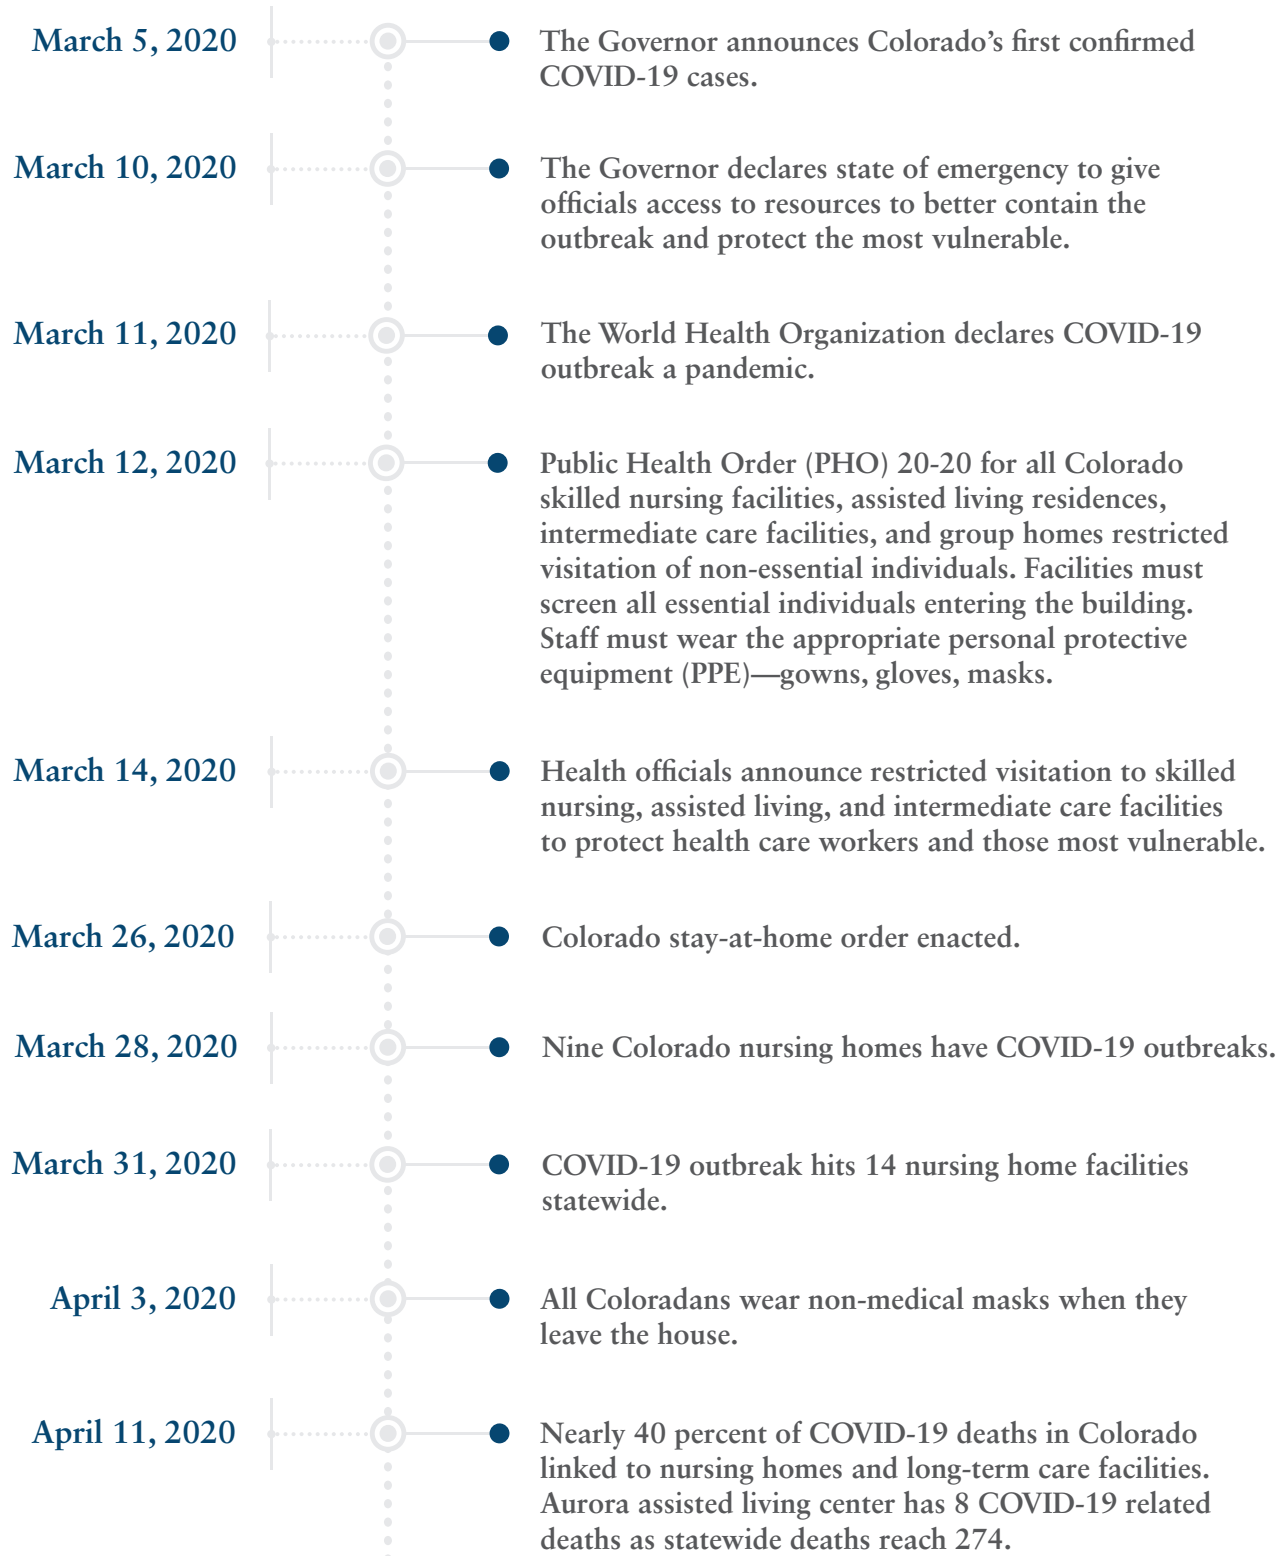 March 5, 2020
The Governor announces Colorado’s first confirmed
COVID-19 cases.
March 10, 2020
The Governor declares state of emergency to give
officials access to resources to better contain the
outbreak and protect the most vulnerable.
March 11, 2020
The World Health Organization declares COVID-19
outbreak a pandemic.
March 12, 2020
Public Health Order (PHO) 20-20 for all Colorado
skilled nursing facilities, assisted living residences,
intermediate care facilities, and group homes restricted
visitation of non-essential individuals. Facilities must
screen all essential individuals entering the building.
Staff must wear the appropriate personal protective
equipment (PPE)—gowns, gloves, masks.
March 14, 2020
Health officials announce restricted visitation to skilled
nursing, assisted living, and intermediate care facilities
to protect health care workers and those most vulnerable.
March 26, 2020
Colorado stay-at-home order enacted.
March 28, 2020
Nine Colorado nursing homes have COVID-19 outbreaks.
March 31, 2020
COVID-19 outbreak hits 14 nursing home facilities
statewide.
April 3, 2020
All Coloradans wear non-medical masks when they
leave the house.
April 11, 2020
Nearly 40 percent of COVID-19 deaths in Colorado
linked to nursing homes and long-term care facilities.
Aurora assisted living center has 8 COVID-19 related
deaths as statewide deaths reach 274.